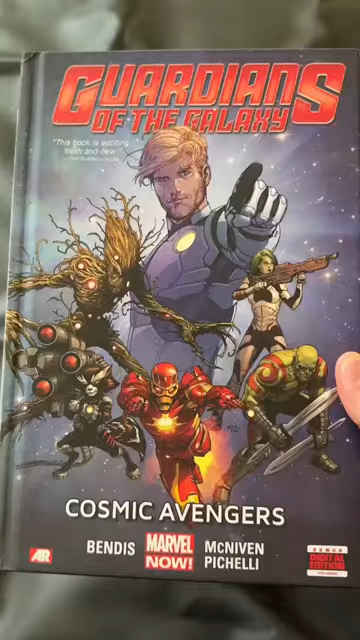 GUARDIANS
OF THE GALAXY
"This book is exciting
fresh and new."
COSMIC AVENGERS
BENDIS
MARVEL
NOW!
McNIVEN
PICHELLI
AR
DIGITAL
EDITION